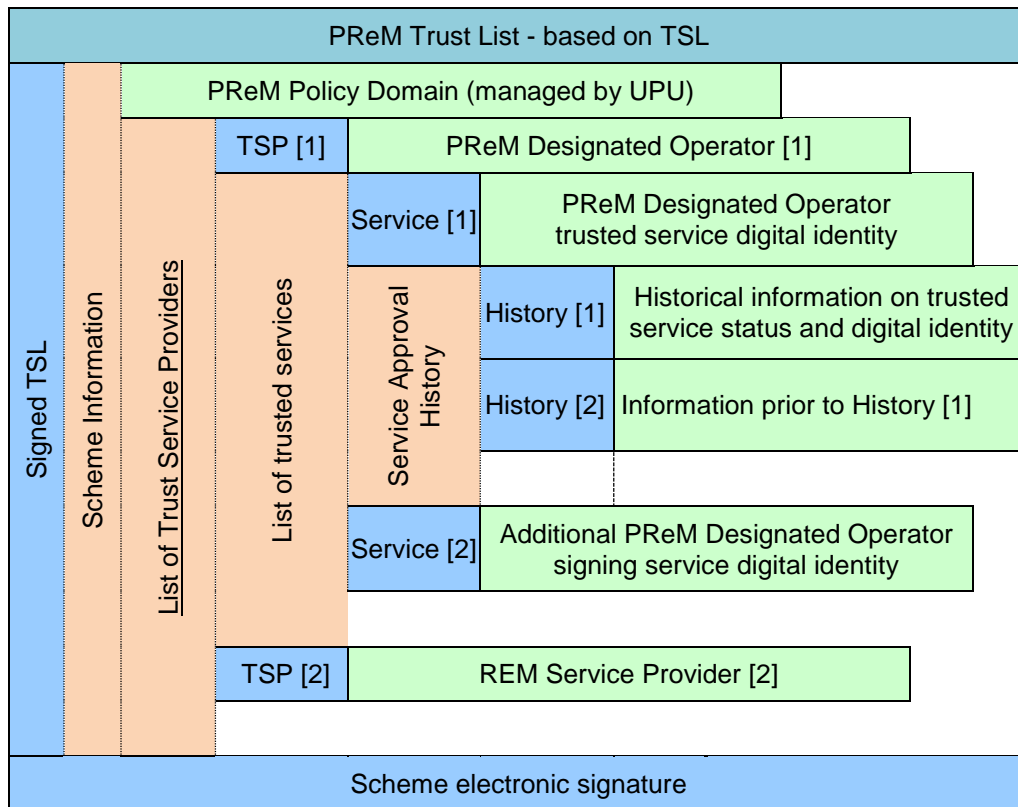 PReM Trust List - based on TSL
PReM Policy Domain (managed by UPU)
TSP [1]
PReM Designated Operator [1]
Service [1]
PReM Designated Operator
trusted service digital identity
History [1]
Historical information on trusted
service status and digital identity
History [2]
Information prior to History [1]
Service [2]
Additional PReM Designated Operator
signing service digital identity
TSP [2]
REM Service Provider [2]
Signed TSL
Scheme Information
List of Trust Service Providers
List of trusted services
Service Approval
History
Scheme electronic signature